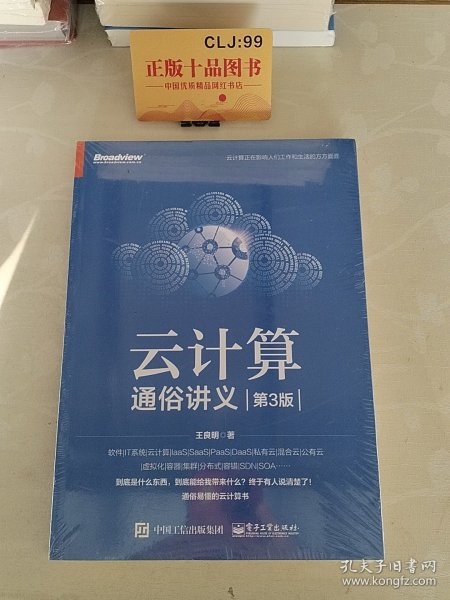 CLJ:99
正版十品图书
中国优质精品网红书店
Broadview®
www.broadview.com.cn
云计算正在影响人们工作和生活的方方面面
云计算
通俗讲义 | 第3版 |
王良明 著
软件|IT系统|云计算|IaaS|SaaS|PaaS|DaaS|私有云|混合云|公有云
|虚拟化|容器|集群|分布式|容错|SDN|SOA……
到底是什么东西，到底能给我带来什么？终于有人说清楚了！
通俗易懂的云计算书
中国工信出版集团
电子工业出版社
孔夫子旧书网
www.kongfz.com